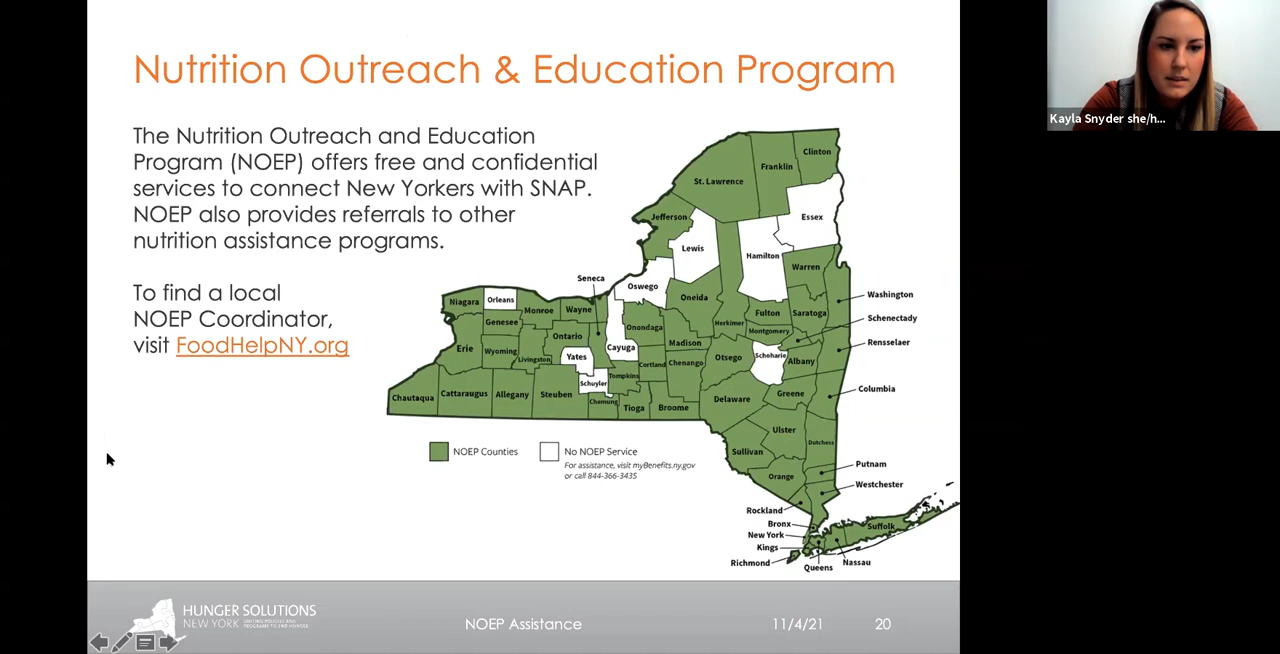 Nutrition Outreach & Education Program
Kayla Snyder she/h...
The Nutrition Outreach and Education
Program (NOEP) offers free and confidential
services to connect New Yorkers with SNAP.
NOEP also provides referrals to other
nutrition assistance programs.
To find a local
NOEP Coordinator,
visit FoodHelpNY.org
Clinton
Franklin
St. Lawrence
Jefferson
Essex
Lewis
Hamilton
Warren
Seneca
Oswego
Washington
Niagara
Orleans
Monroe
Wayne
Oneida
Fulton
Saratoga
Schenectady
Genesee
Onondaga
Herkimer
Montgomery
Ontario
Madison
Rensselaer
Erie
Wyoming
Livingston
Yates
Cayuga
Cortland
Chenango
Otsego
Schoharie
Albany
Schuyler
Tompkins
Columbia
Chautauqua
Cattaraugus
Allegany
Steuben
Chemung
Tioga
Broome
Delaware
Greene
Ulster
Dutchess
Sullivan
Putnam
Orange
Westchester
NOEP Counties
No NOEP Service
For assistance, visit myBenefits.ny.gov
or call 844-366-3435
Rockland
Bronx
New York
Kings
Richmond
Queens
Nassau
Suffolk
HUNGER SOLUTIONS
NEW YORK
NOEP Assistance
11/4/21
20